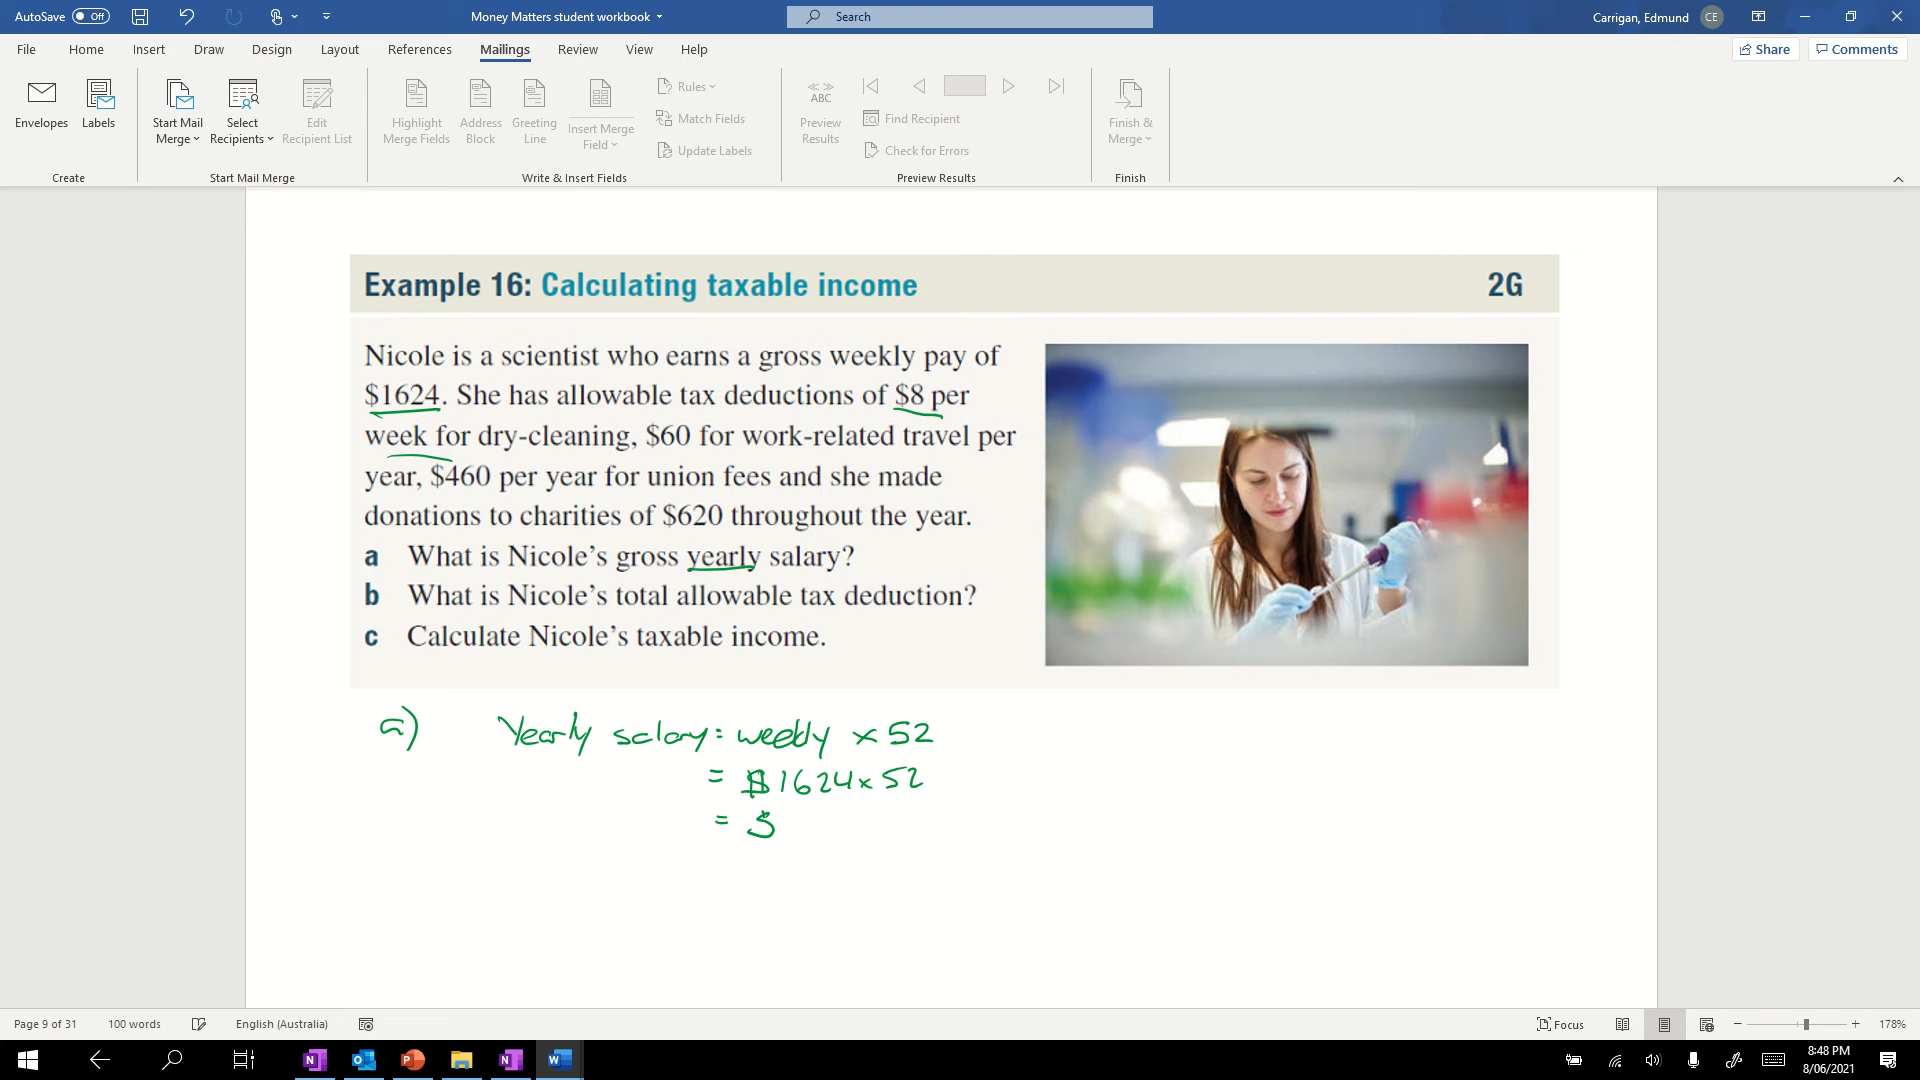 AutoSave Off
Money Matters student workbook
Search
Carrigan, Edmund CE
File Home Insert Draw Design Layout References Mailings Review View Help
Share Comments
Envelopes
Labels
Start Mail Merge
Select Recipients
Edit Recipient List
Highlight Merge Fields
Address Block
Greeting Line
Insert Merge Field
Rules
Match Fields
Update Labels
ABC
Preview Results
Find Recipient
Check for Errors
Finish & Merge
Create
Start Mail Merge
Write & Insert Fields
Preview Results
Finish
Example 16: Calculating taxable income 2G
Nicole is a scientist who earns a gross weekly pay of
$1624. She has allowable tax deductions of $8 per
week for dry-cleaning, $60 for work-related travel per
year, $460 per year for union fees and she made
donations to charities of $620 throughout the year.
a What is Nicole's gross yearly salary?
b What is Nicole's total allowable tax deduction?
c Calculate Nicole's taxable income.
a) Yearly salary = weekly × 52
= $1624 × 52
= $
Page 9 of 31 100 words English (Australia) Focus 178%
8:48 PM
8/06/2021